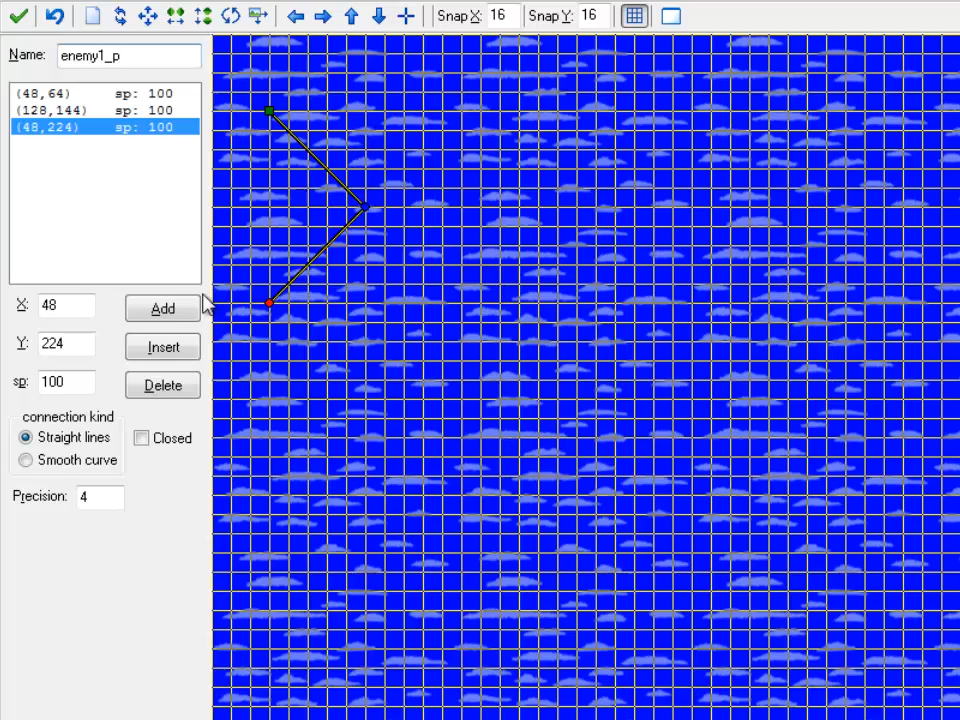 Snap X: 16 Snap Y: 16
Name: enemy1_p
(48,64) sp: 100
(128,144) sp: 100
(48,224) sp: 100
X: 48 Add
Y: 224 Insert
sp: 100 Delete
connection kind
Straight lines Closed
Smooth curve
Precision: 4